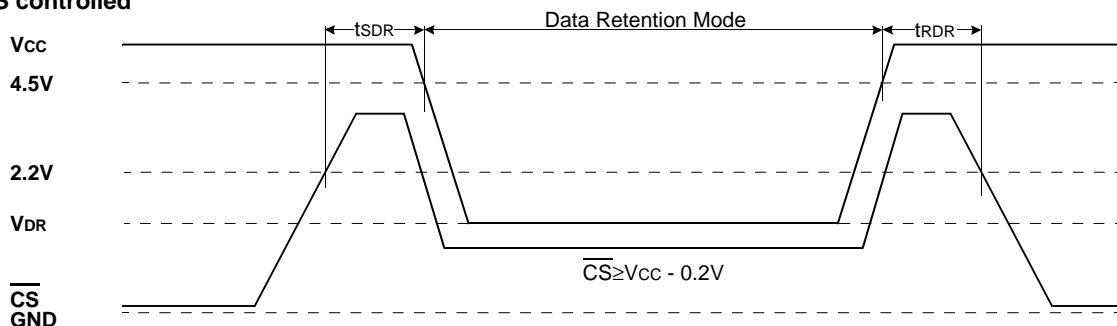 S controlled
tSDR
Data Retention Mode
tRDR
VCC
4.5V
2.2V
VDR
CS≥VCC - 0.2V
CS
GND